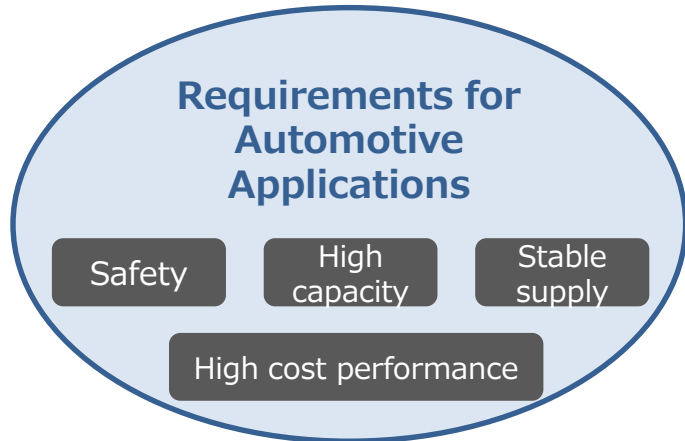 Requirements for
Automotive
Applications
Safety
High
capacity
Stable
supply
High cost performance